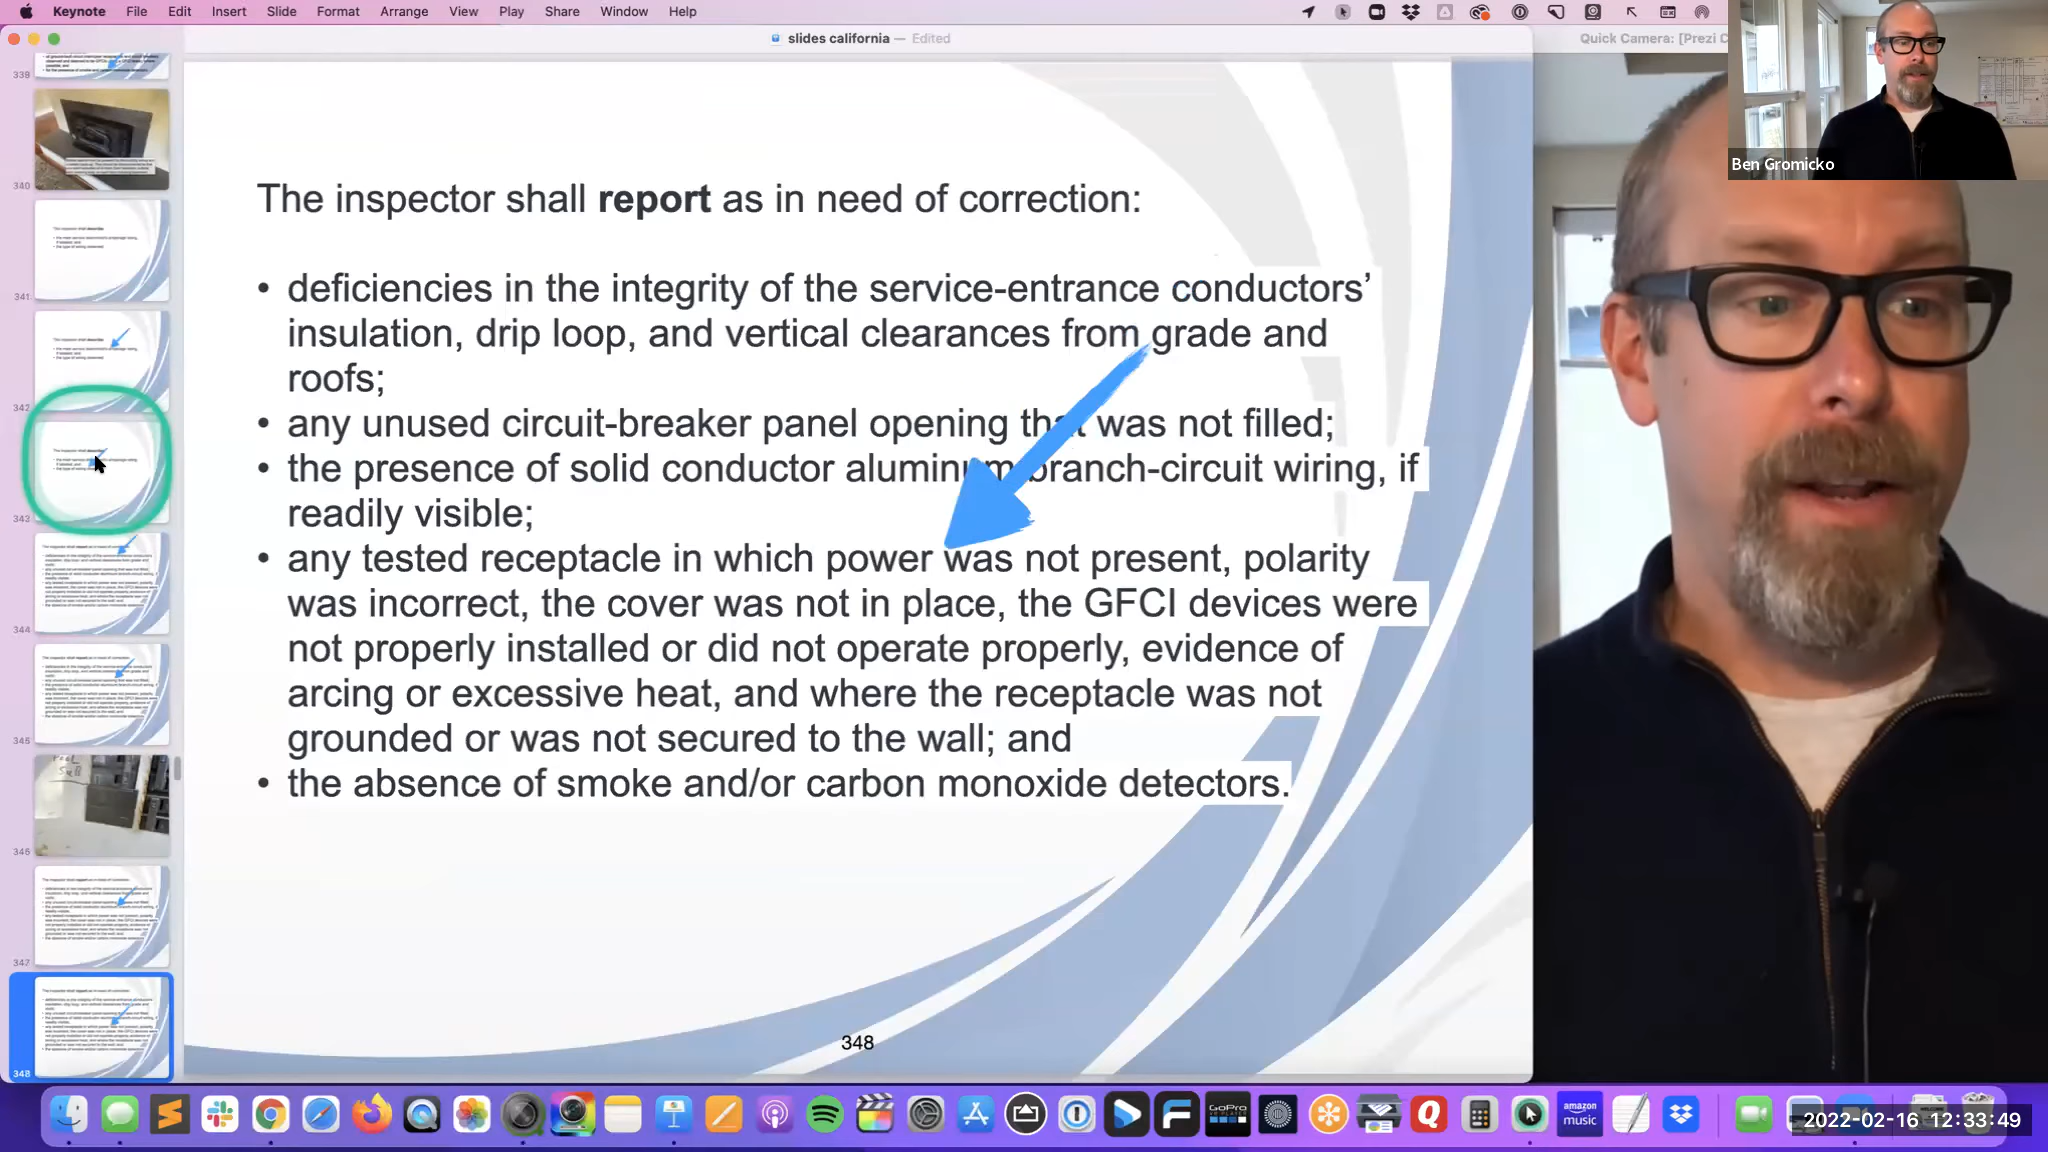 Keynote File Edit Insert Slide Format Arrange View Play Share Window Help
slides california — Edited
Quick Camera: [Prezi C
Ben Gromicko
339
340
341
342
343
344
345
346
347
348
The inspector shall report as in need of correction:
• deficiencies in the integrity of the service-entrance conductors’
insulation, drip loop, and vertical clearances from grade and
roofs;
• any unused circuit-breaker panel opening that was not filled;
• the presence of solid conductor aluminum branch-circuit wiring, if
readily visible;
• any tested receptacle in which power was not present, polarity
was incorrect, the cover was not in place, the GFCI devices were
not properly installed or did not operate properly, evidence of
arcing or excessive heat, and where the receptacle was not
grounded or was not secured to the wall; and
• the absence of smoke and/or carbon monoxide detectors.
348
GoPro
amazon
music
2022-02-16 12:33:49